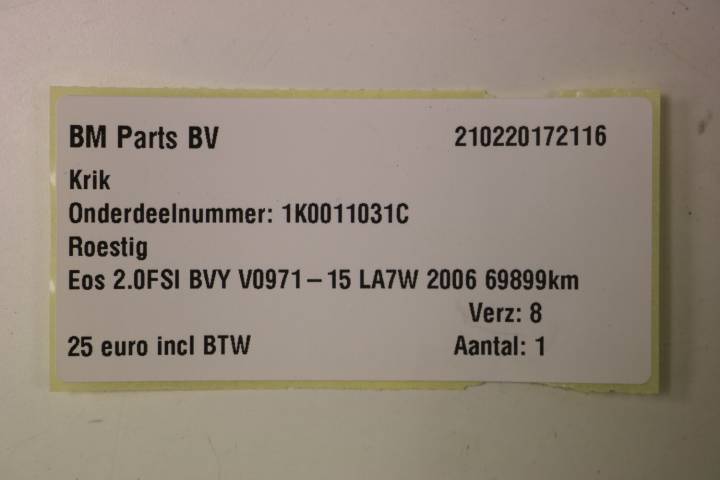 BM Parts BV 210220172116
Krik
Onderdeelnummer: 1K0011031C
Roestig
Eos 2.0FSI BVY V0971-15 LA7W 2006 69899km
Verz: 8
25 euro incl BTW Aantal: 1